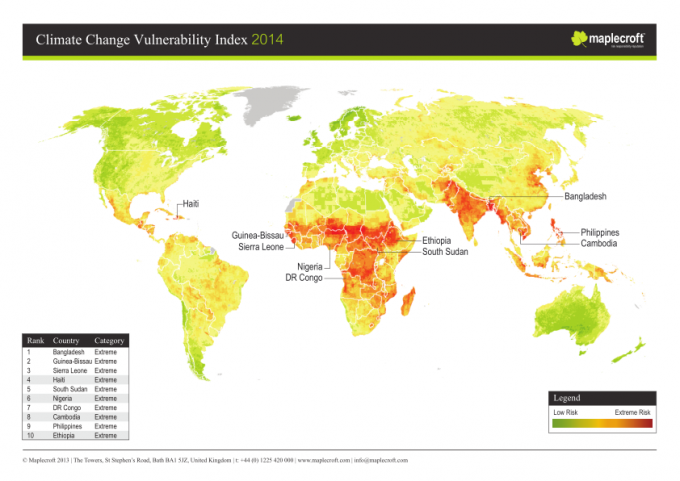 Climate Change Vulnerability Index 2014
maplecroft
Haiti
Bangladesh
Guinea-Bissau
Sierra Leone
Philippines
Cambodia
Ethiopia
South Sudan
Nigeria
DR Congo
Rank Country Category
1 Bangladesh Extreme
2 Guinea-Bissau Extreme
3 Sierra Leone Extreme
4 Haiti Extreme
5 South Sudan Extreme
6 Nigeria Extreme
7 DR Congo Extreme
8 Cambodia Extreme
9 Philippines Extreme
10 Ethiopia Extreme
Legend
Low Risk Extreme Risk
© Maplecroft 2013 | The Towers, St Stephen's Road, Bath BA1 5JZ, United Kingdom | t: +44 (0) 1225 420 000 | www.maplecroft.com | info@maplecroft.com